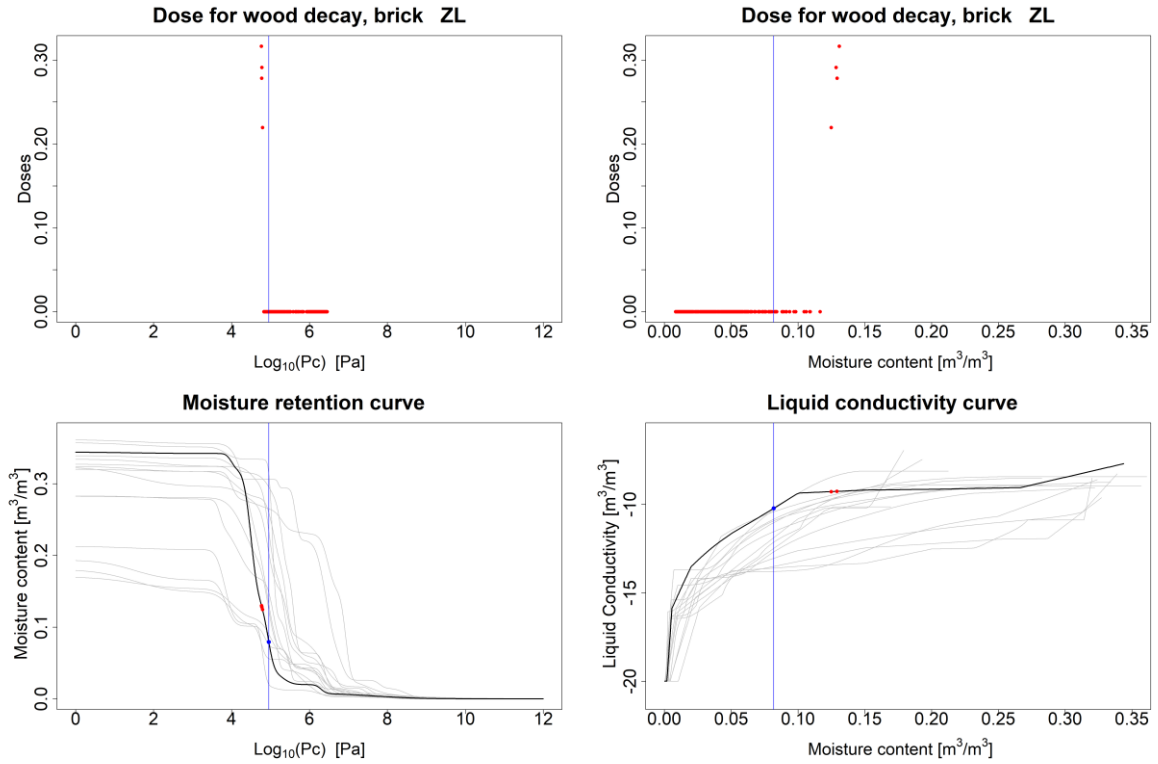 Dose for wood decay, brick ZL
Doses
0.00
0.10
0.20
0.30
0 2 4 6 8 10 12
Log₁₀(Pc) [Pa]
Dose for wood decay, brick ZL
Doses
0.00
0.10
0.20
0.30
0.00 0.05 0.10 0.15 0.20 0.25 0.30 0.35
Moisture content [m³/m³]
Moisture retention curve
Moisture content [m³/m³]
0.0
0.1
0.2
0.3
0 2 4 6 8 10 12
Log₁₀(Pc) [Pa]
Liquid conductivity curve
Liquid Conductivity [m³/m³]
-20
-15
-10
0.00 0.05 0.10 0.15 0.20 0.25 0.30 0.35
Moisture content [m³/m³]